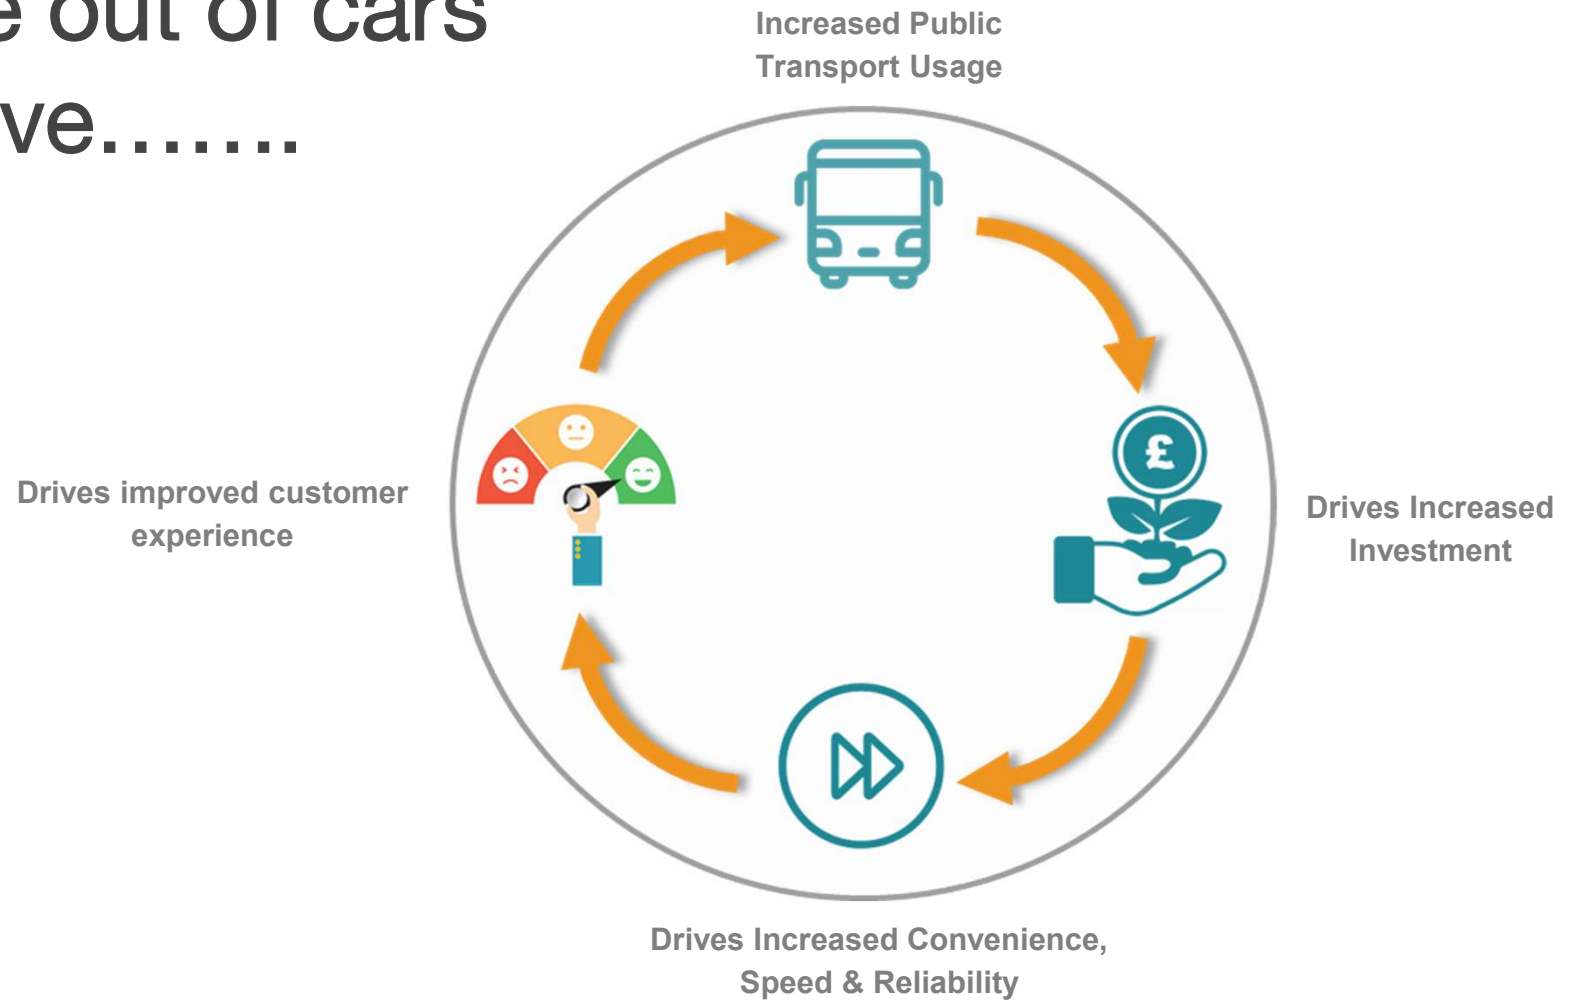 e out of cars
ve.......
Increased Public
Transport Usage
£
Drives improved customer
experience
Drives Increased
Investment
Drives Increased Convenience,
Speed & Reliability